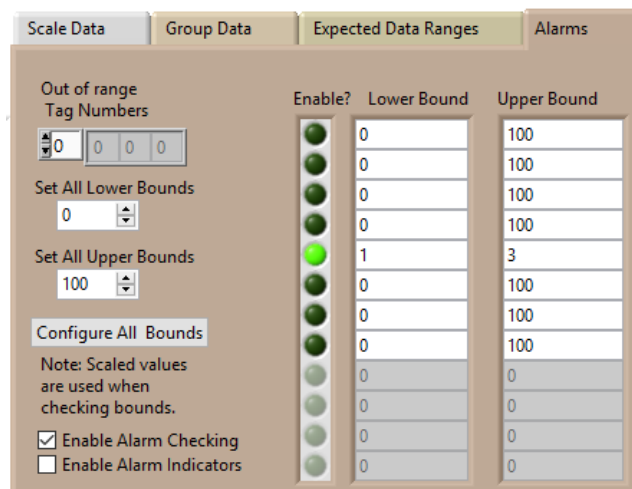 Scale Data Group Data Expected Data Ranges Alarms
Out of range
Tag Numbers
0 0 0 0
Set All Lower Bounds
0
Set All Upper Bounds
100
Configure All Bounds
Note: Scaled values
are used when
checking bounds.
Enable Alarm Checking
Enable Alarm Indicators
Enable? Lower Bound Upper Bound
0 100
0 100
0 100
0 100
1 3
0 100
0 100
0 100
0 0
0 0
0 0
0 0